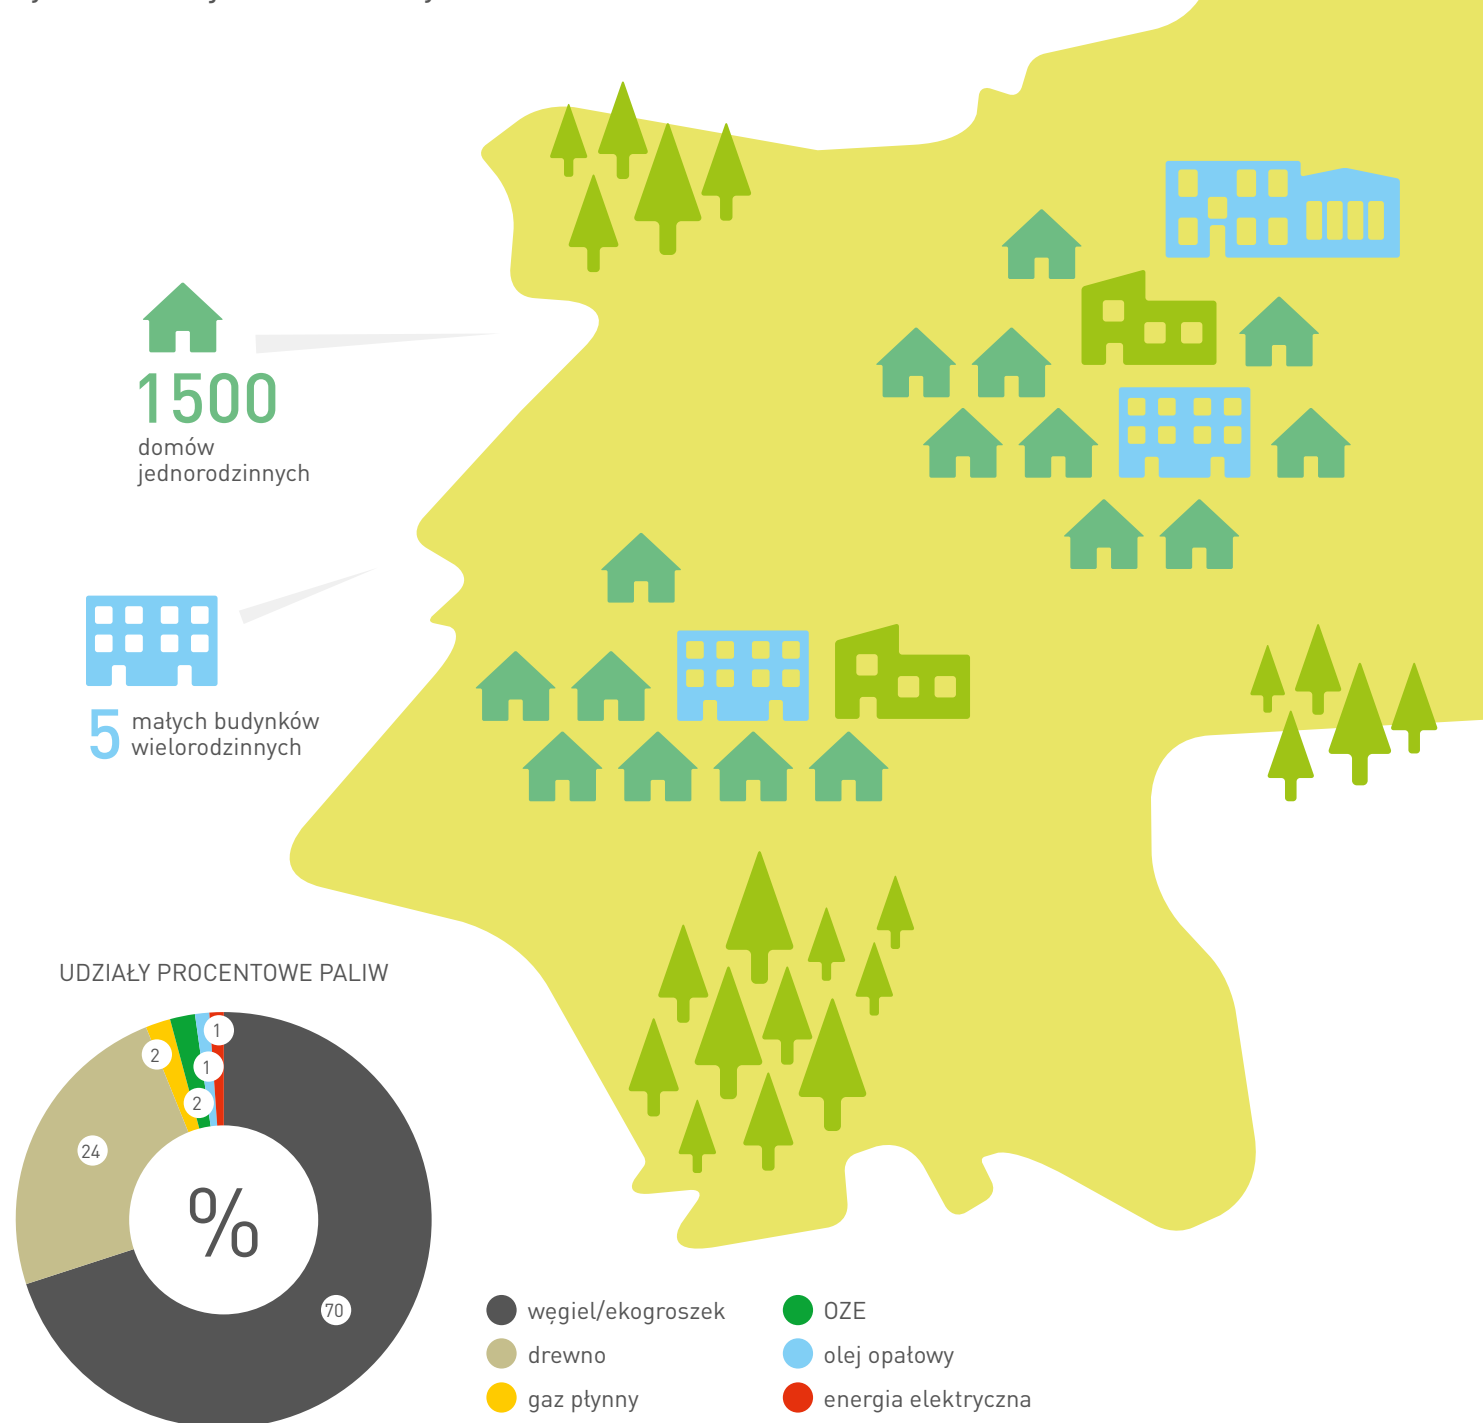 1500
domów
jednorodzinnych
5
małych budynków
wielorodzinnych
UDZIAŁY PROCENTOWE PALIW
1
2
1
2
24
%
70
węgiel/ekogroszek
drewno
gaz płynny
OZE
olej opałowy
energia elektryczna